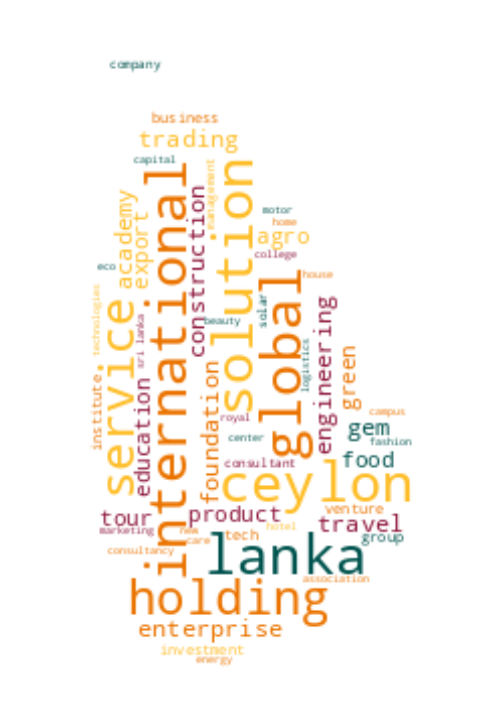 company
business
trading
capital
international
solution
management
construction
academy
export
motor
home
agro
college
eco
house
global
solar
technologies
service
sri lanka
beauty
engineering
logistics
green
institute
education
foundation
royal
campus
gem
center
fashion
consultant
food
ceylon
tour
product
venture
travel
marketing
new
hotel
tech
care
group
lanka
consultancy
association
holding
enterprise
investment
energy